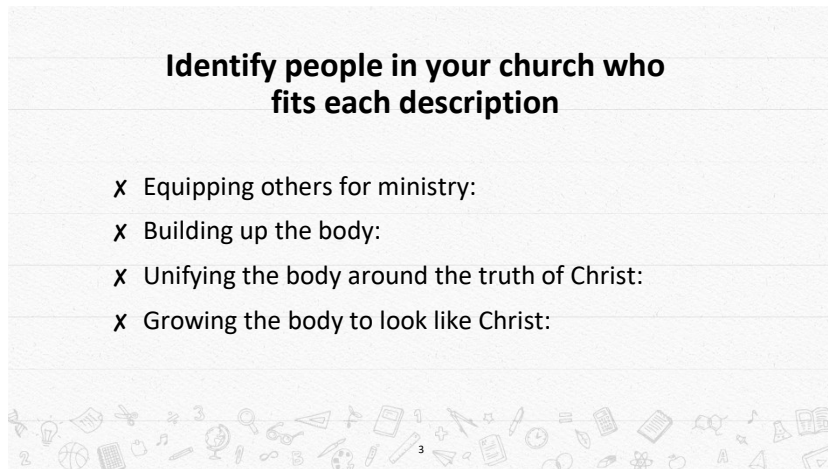 Identify people in your church who
fits each description
✗ Equipping others for ministry:
✗ Building up the body:
✗ Unifying the body around the truth of Christ:
✗ Growing the body to look like Christ:
3